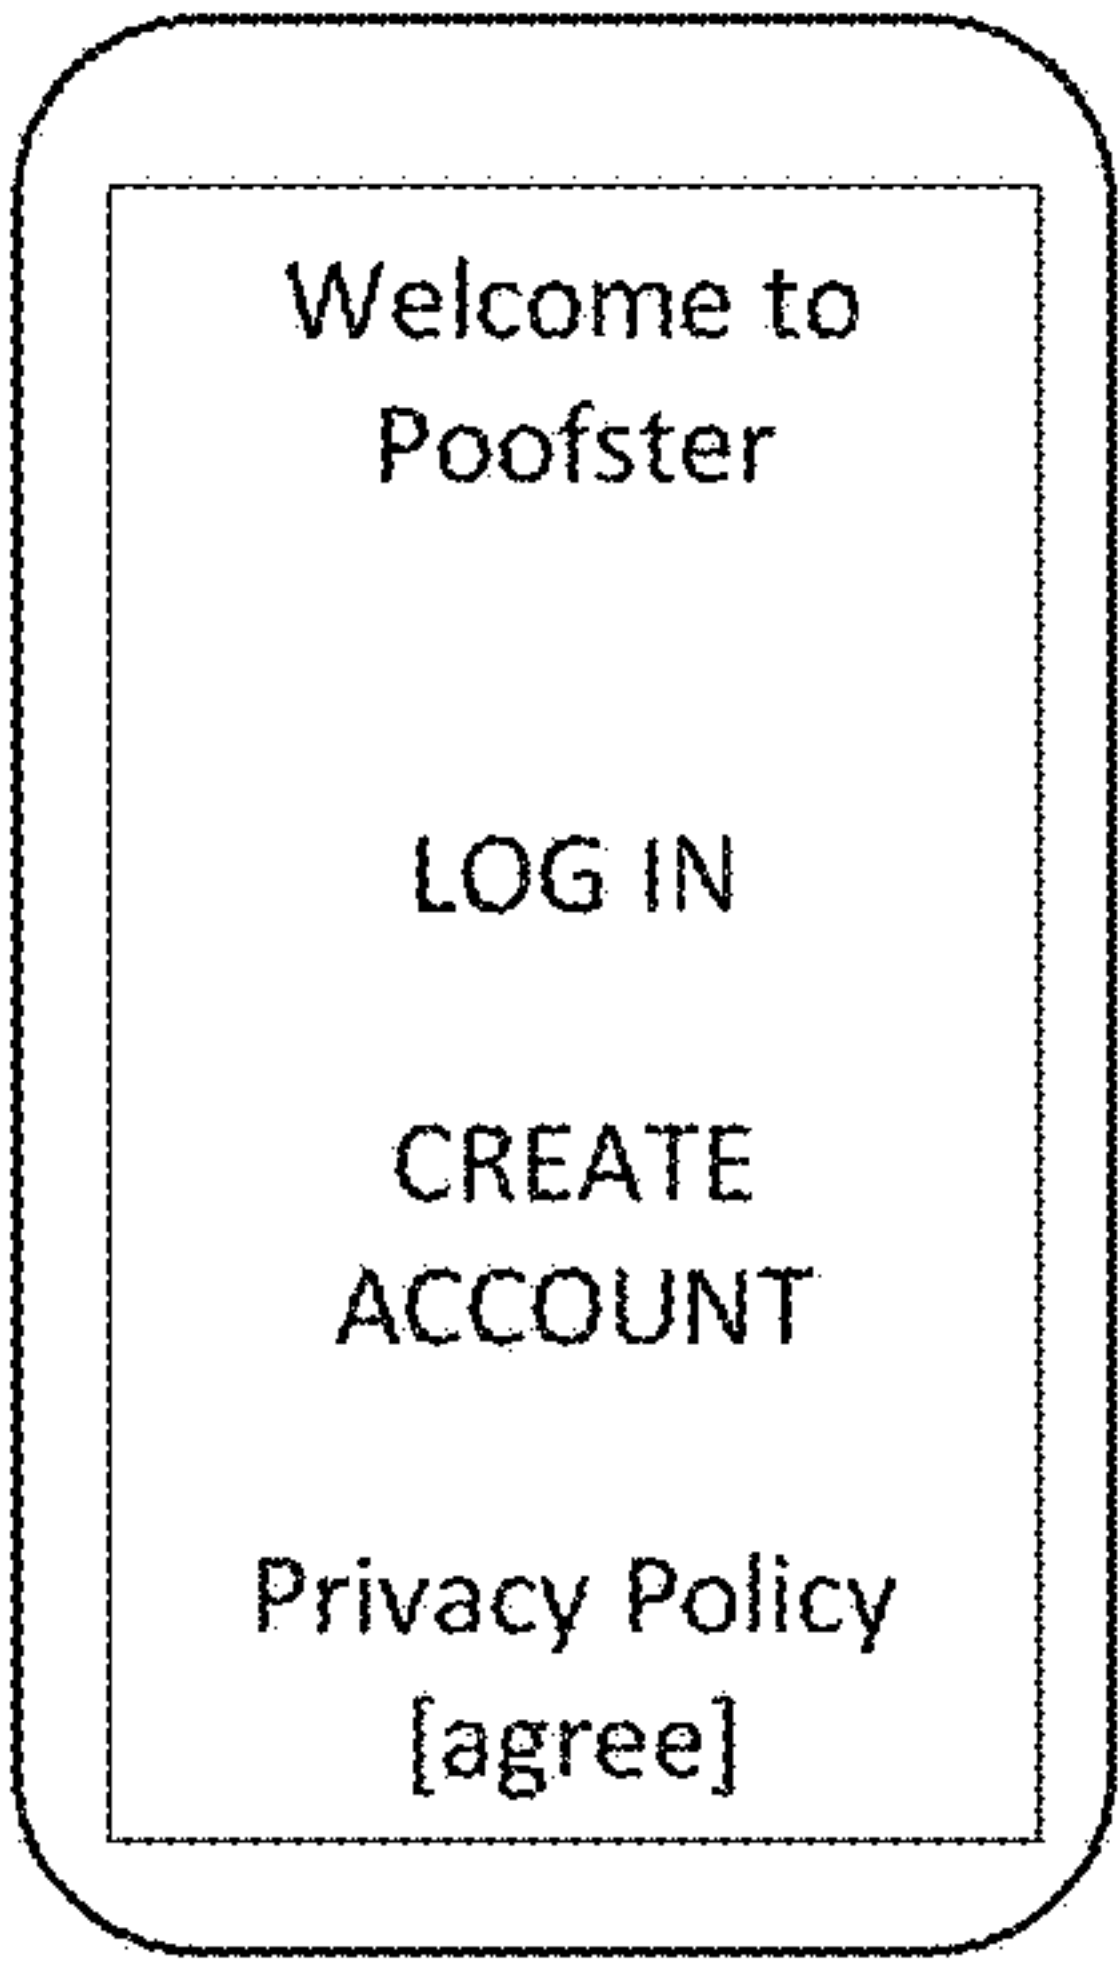 Welcome to
Poofster
LOG IN
CREATE
ACCOUNT
Privacy Policy
[agree]